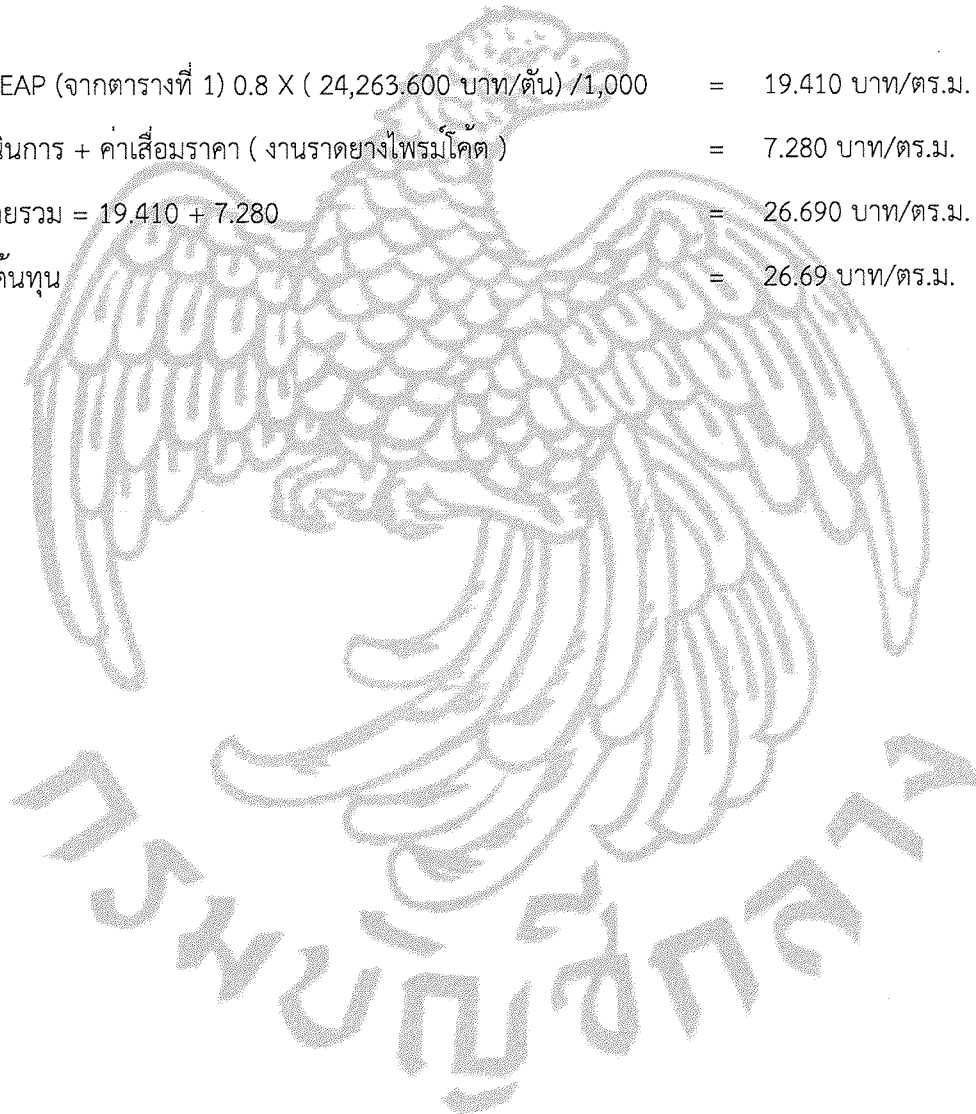 EAP (จากตารางที่ 1) 0.8 X ( 24,263.600 บาท/ตัน) /1,000 = 19.410 บาท/ตร.ม.
นินการ + ค่าเสื่อมราคา ( งานราดยางไพรม์โค้ต ) = 7.280 บาท/ตร.ม.
ายรวม = 19.410 + 7.280 = 26.690 บาท/ตร.ม.
ต้นทุน = 26.69 บาท/ตร.ม.
กรมบัญชีกลาง